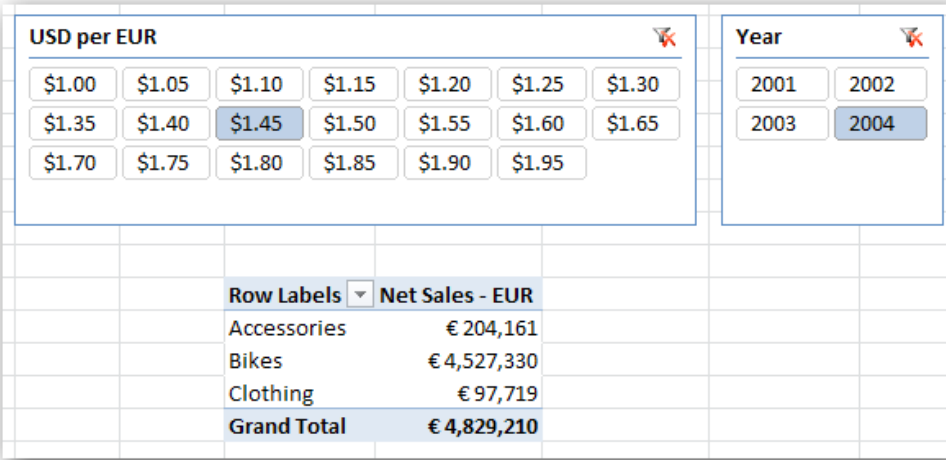 USD per EUR
$1.00 $1.05 $1.10 $1.15 $1.20 $1.25 $1.30
$1.35 $1.40 $1.45 $1.50 $1.55 $1.60 $1.65
$1.70 $1.75 $1.80 $1.85 $1.90 $1.95
Year
2001 2002
2003 2004
Row Labels Net Sales - EUR
Accessories € 204,161
Bikes € 4,527,330
Clothing € 97,719
Grand Total € 4,829,210